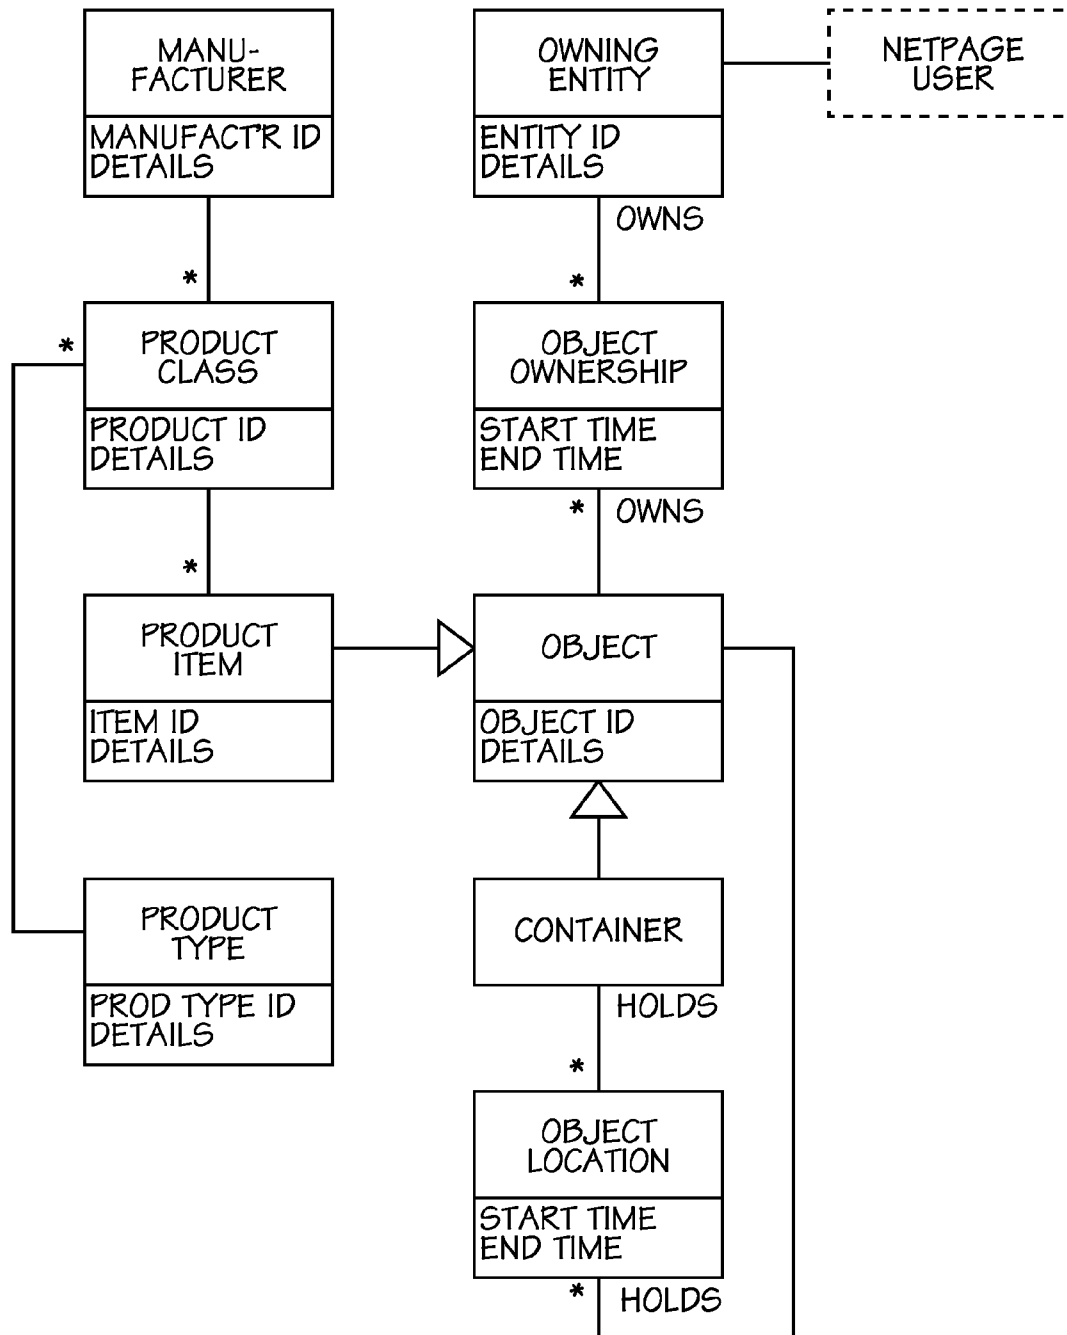 MANU-
FACTURER
MANUFACT'R ID
DETAILS
OWNING
ENTITY
ENTITY ID
DETAILS
NETPAGE
USER
OWNS
*
*
PRODUCT
CLASS
PRODUCT ID
DETAILS
*
OBJECT
OWNERSHIP
START TIME
END TIME
* OWNS
*
PRODUCT
ITEM
ITEM ID
DETAILS
OBJECT
OBJECT ID
DETAILS
PRODUCT
TYPE
PROD TYPE ID
DETAILS
CONTAINER
HOLDS
*
OBJECT
LOCATION
START TIME
END TIME
* HOLDS